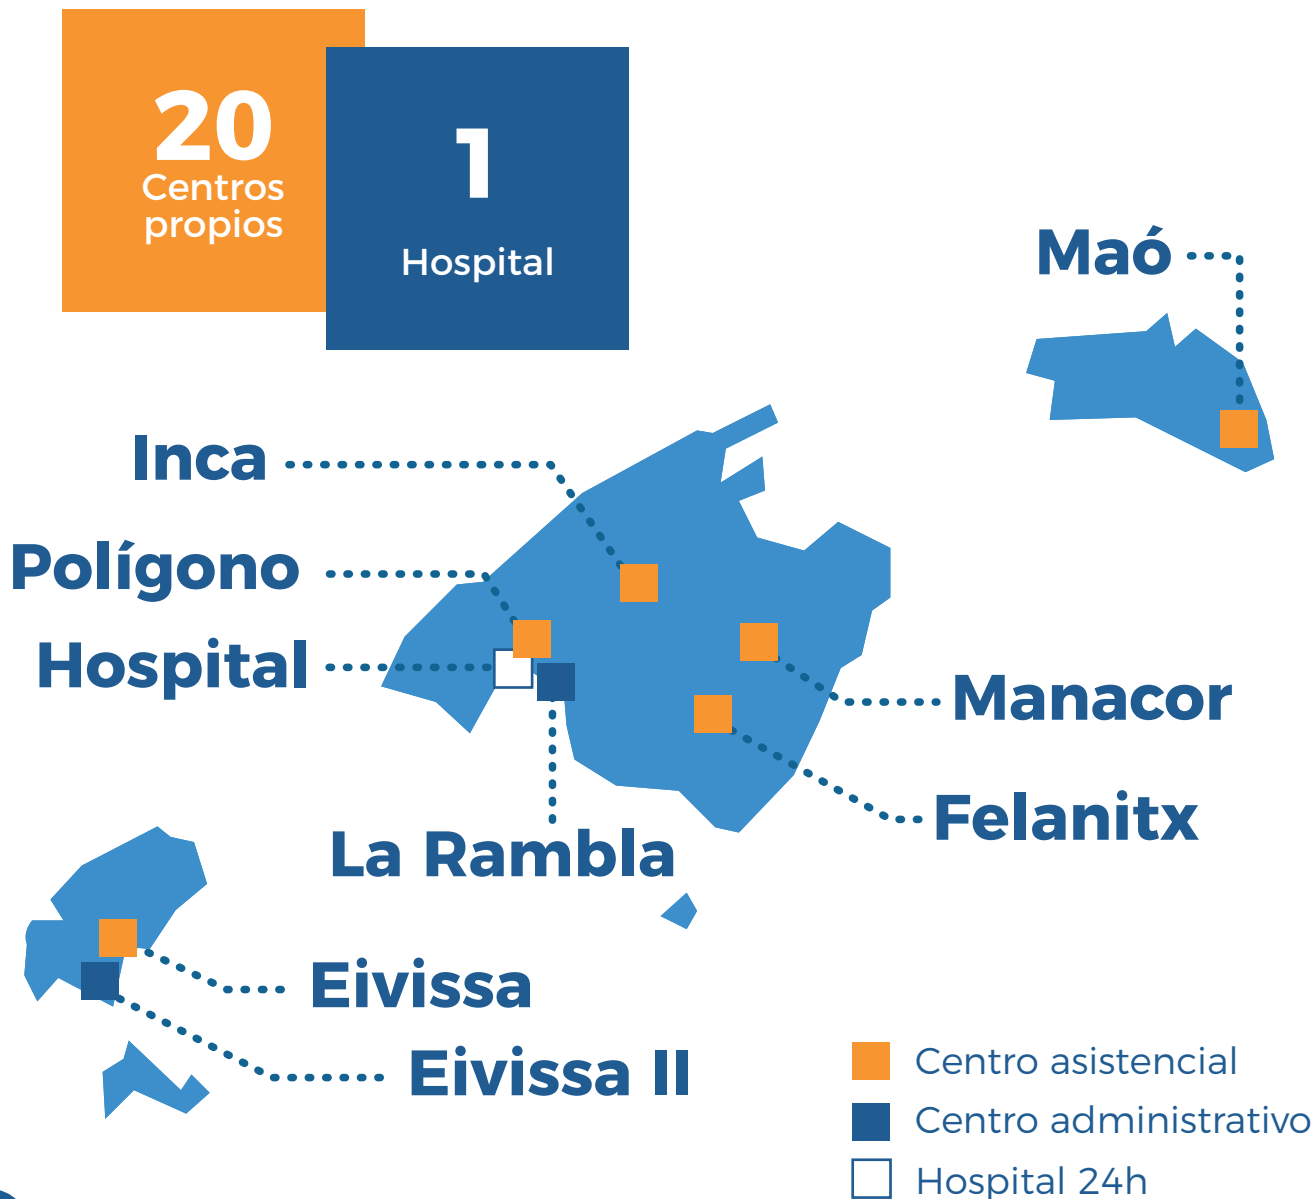 20
Centros
propios
1
Hospital
Maó
Inca
Polígono
Hospital
Manacor
Felanitx
La Rambla
Eivissa
Eivissa II
Centro asistencial
Centro administrativo
Hospital 24h